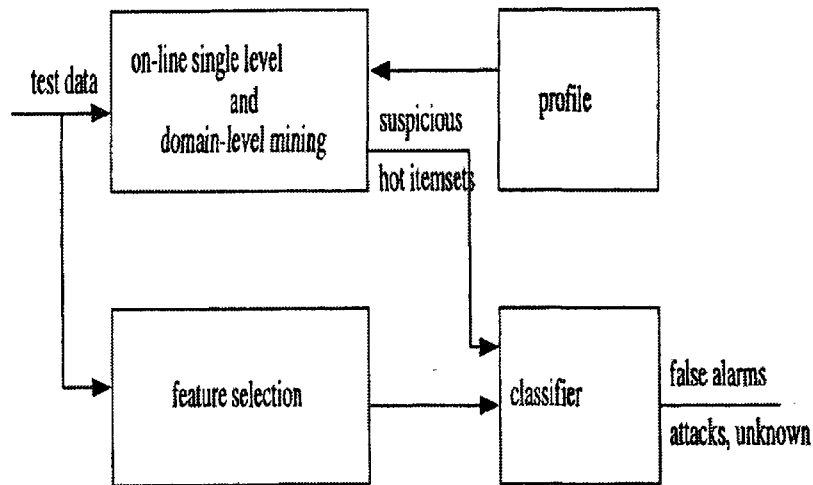 test data
on-line single level
and
domain-level mining
profile
suspicious
hot itemsets
feature selection
classifier
false alarms
attacks, unknown